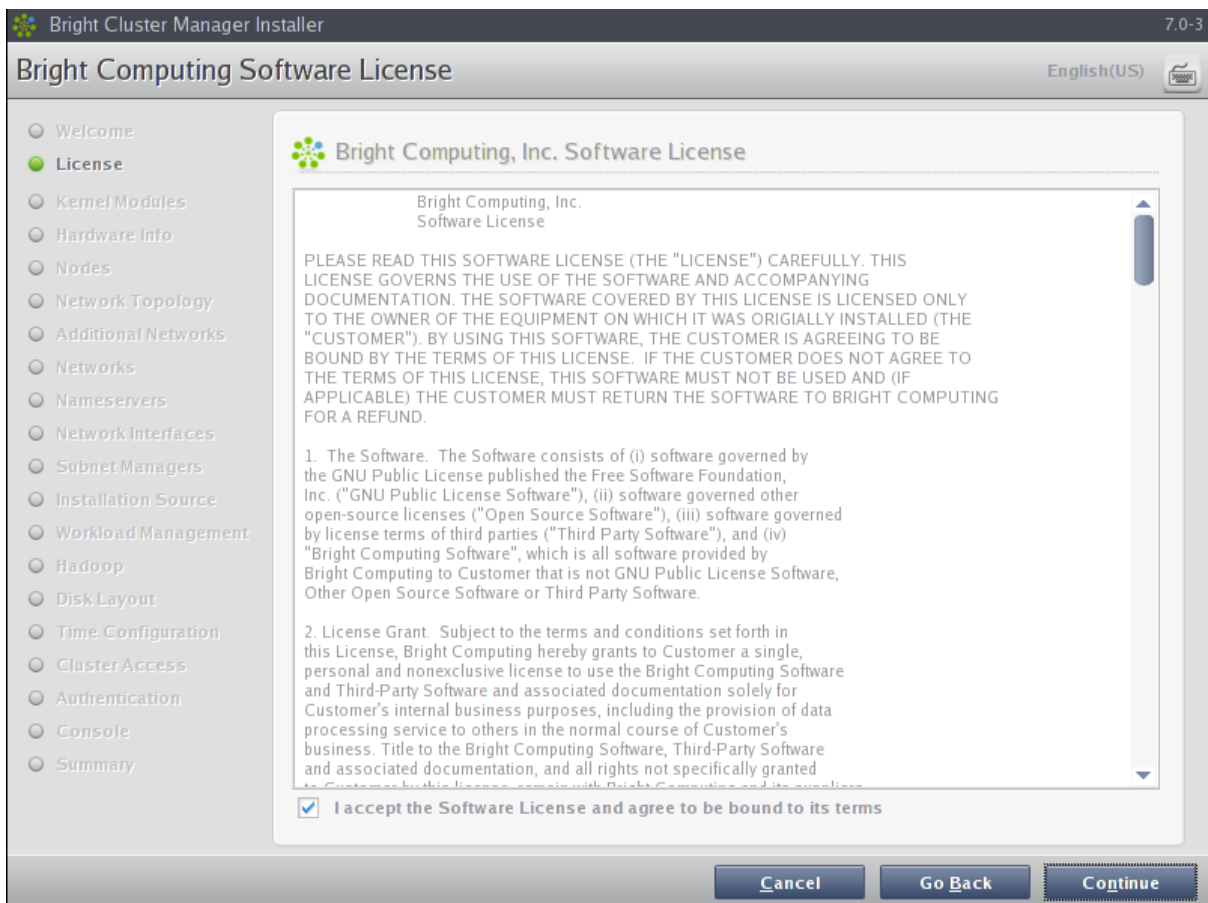 Bright Cluster Manager Installer
7.0-3
Bright Computing Software License
English(US)
Welcome
License
Kernel Modules
Hardware Info
Nodes
Network Topology
Additional Networks
Networks
Nameservers
Network Interfaces
Subnet Managers
Installation Source
Workload Management
Hadoop
Disk Layout
Time Configuration
Cluster Access
Authentication
Console
Summary
Bright Computing, Inc. Software License
Bright Computing, Inc.
Software License
PLEASE READ THIS SOFTWARE LICENSE (THE "LICENSE") CAREFULLY. THIS
LICENSE GOVERNS THE USE OF THE SOFTWARE AND ACCOMPANYING
DOCUMENTATION. THE SOFTWARE COVERED BY THIS LICENSE IS LICENSED ONLY
TO THE OWNER OF THE EQUIPMENT ON WHICH IT WAS ORIGIALLY INSTALLED (THE
"CUSTOMER"). BY USING THIS SOFTWARE, THE CUSTOMER IS AGREEING TO BE
BOUND BY THE TERMS OF THIS LICENSE.  IF THE CUSTOMER DOES NOT AGREE TO
THE TERMS OF THIS LICENSE, THIS SOFTWARE MUST NOT BE USED AND (IF
APPLICABLE) THE CUSTOMER MUST RETURN THE SOFTWARE TO BRIGHT COMPUTING
FOR A REFUND.
1.  The Software.  The Software consists of (i) software governed by
the GNU Public License published the Free Software Foundation,
Inc. ("GNU Public License Software"), (ii) software governed other
open-source licenses ("Open Source Software"), (iii) software governed
by license terms of third parties ("Third Party Software"), and (iv)
"Bright Computing Software", which is all software provided by
Bright Computing to Customer that is not GNU Public License Software,
Other Open Source Software or Third Party Software.
2. License Grant.  Subject to the terms and conditions set forth in
this License, Bright Computing hereby grants to Customer a single,
personal and nonexclusive license to use the Bright Computing Software
and Third-Party Software and associated documentation solely for
Customer's internal business purposes, including the provision of data
processing service to others in the normal course of Customer's
business. Title to the Bright Computing Software, Third-Party Software
and associated documentation, and all rights not specifically granted
to Customer by this license, remain with Bright Computing and its suppliers
I accept the Software License and agree to be bound to its terms
Cancel
Go Back
Continue